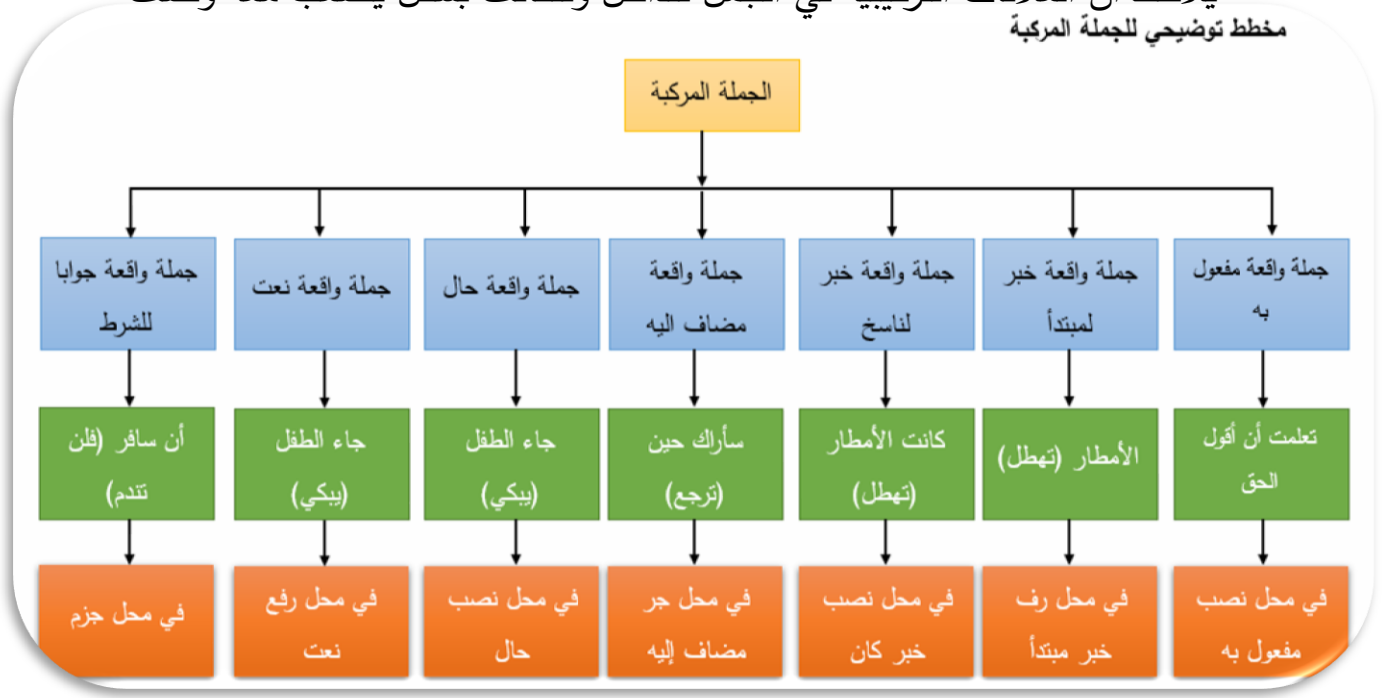 العلاقات التركيبية في الجمل
مخطط توضيحي للجملة المركبة
الجملة المركبة
جملة واقعة مفعول
به
جملة واقعة خبر
لمبتدأ
جملة واقعة خبر
لناسخ
جملة واقعة
مضاف اليه
جملة واقعة حال
جملة واقعة نعت
جملة واقعة جوابا
للشرط
تعلمت أن أقول
الحق
الأمطار (تهطل)
كانت الأمطار
(تهطل)
سأراك حين
(ترجع)
جاء الطفل
(يبكي)
جاء الطفل
(يبكي)
أن سافر (فلن
تندم)
في محل نصب
مفعول به
في محل رف
خبر مبتدأ
في محل نصب
خبر كان
في محل جر
مضاف إليه
في محل نصب
حال
في محل رفع
نعت
في محل جزم